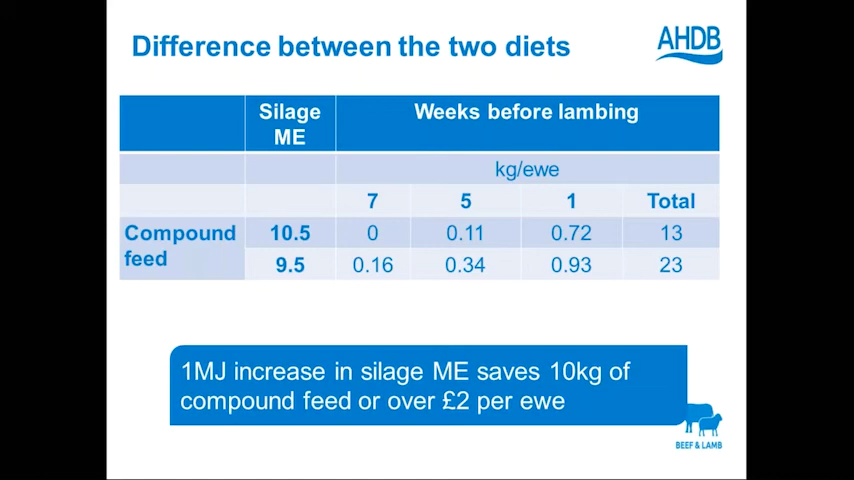 Difference between the two diets
AHDB
Silage ME
Weeks before lambing
kg/ewe
7 5 1 Total
Compound feed
10.5 0 0.11 0.72 13
9.5 0.16 0.34 0.93 23
1MJ increase in silage ME saves 10kg of
compound feed or over £2 per ewe
BEEF & LAMB